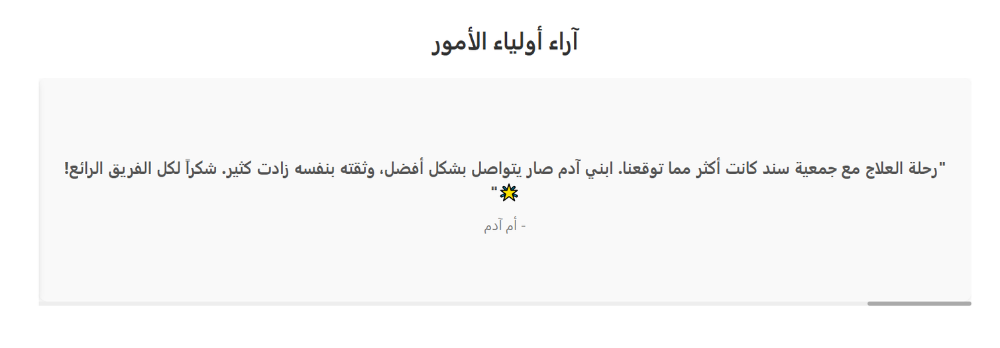 آراء أولياء الأمور
"رحلة العلاج مع جمعية سند كانت أكثر مما توقعنا. ابني آدم صار يتواصل بشكل أفضل، وثقته بنفسه زادت كثير. شكراً لكل الفريق الرائع!
🌟"
- أم آدم